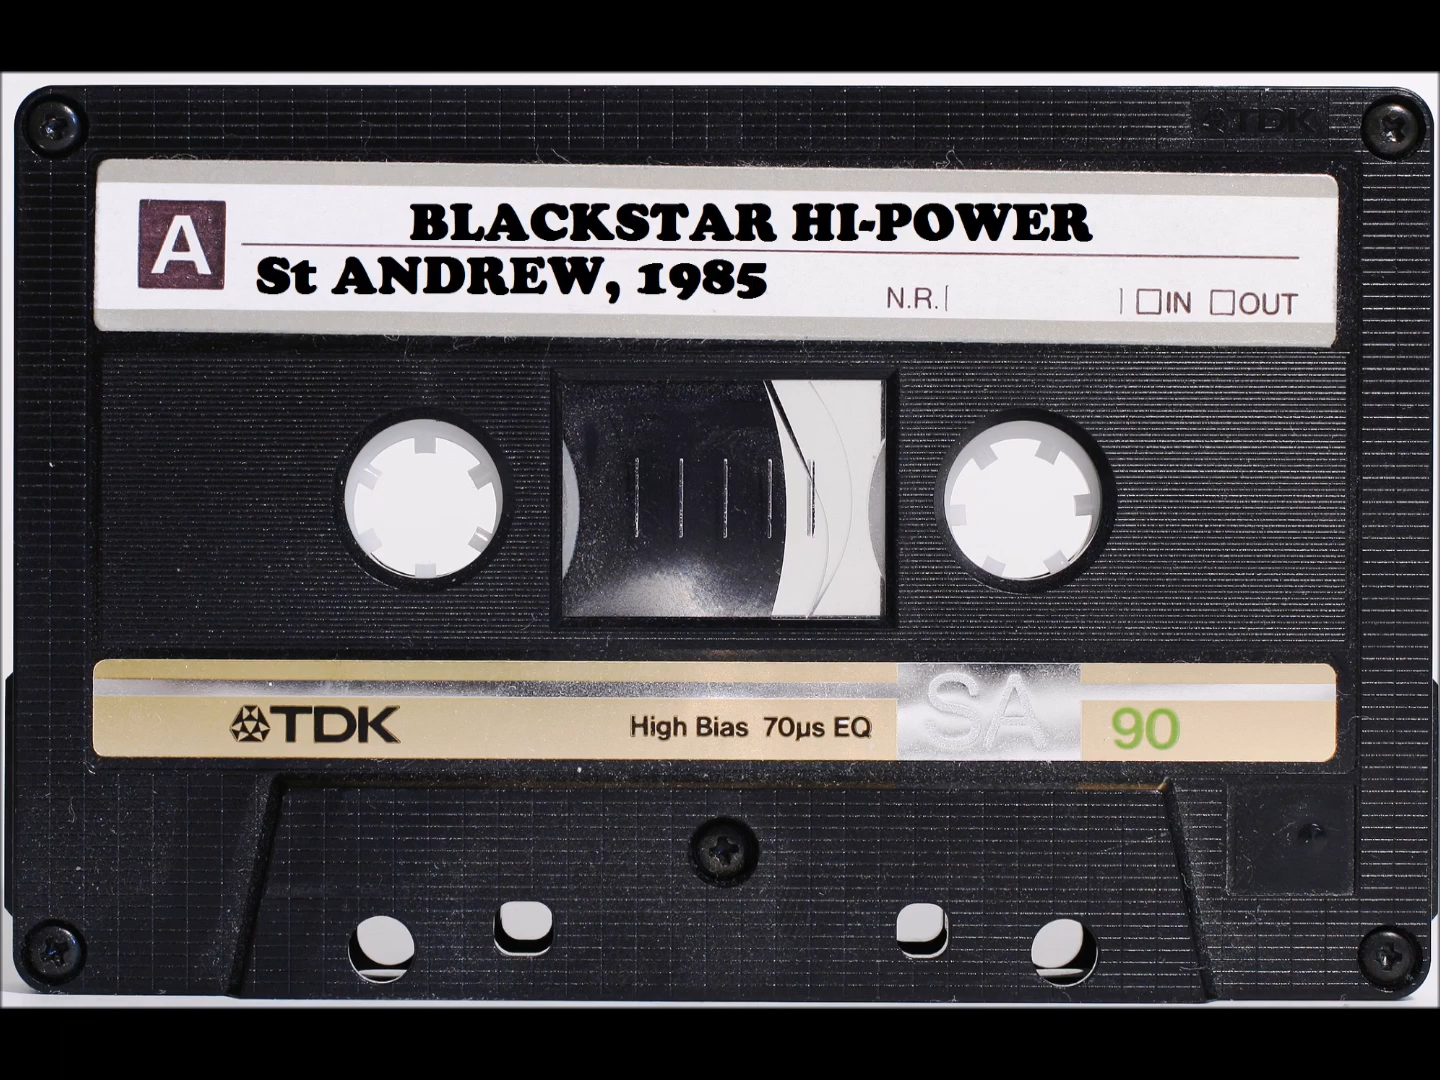 TDK
A
BLACKSTAR HI-POWER
St ANDREW, 1985
N.R. IN OUT
TDK High Bias 70µs EQ SA 90